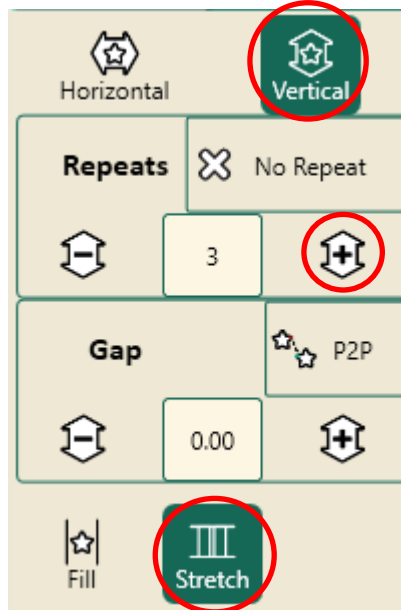 Horizontal Vertical
Repeats No Repeat
3
Gap P2P
0.00
Fill Stretch